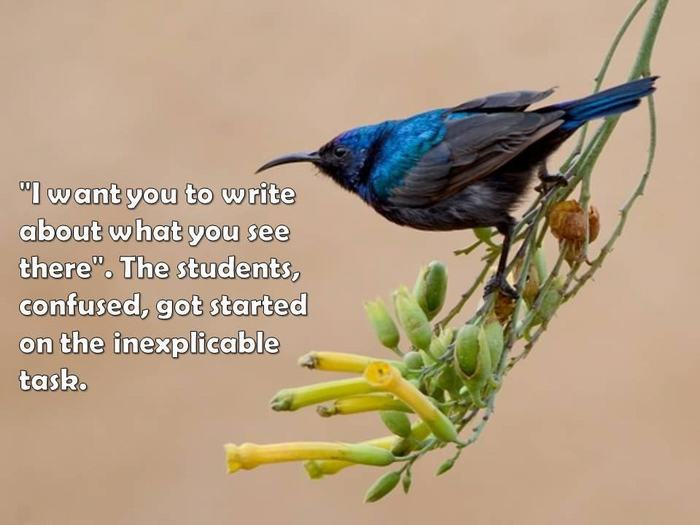 "I want you to write
about what you see
there". The students,
confused, got started
on the inexplicable
task.